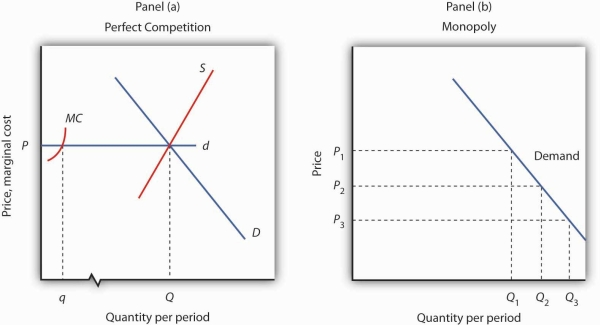 Panel (a)
Perfect Competition
Price, marginal cost
P
MC
S
d
D
q
Q
Quantity per period
Panel (b)
Monopoly
Price
P1
P2
P3
Demand
Q1 Q2 Q3
Quantity per period